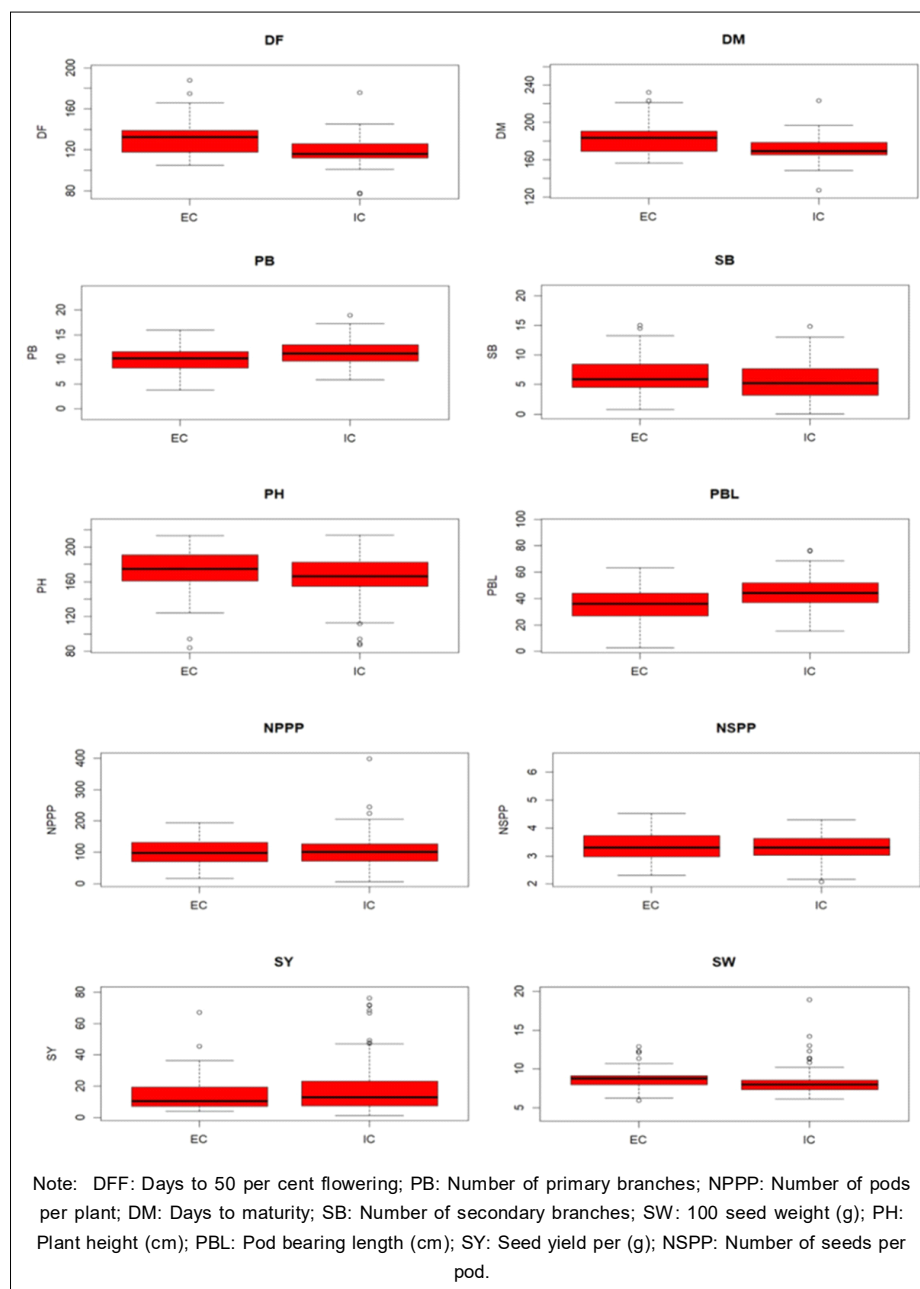 DF
DF
200
160
120
80
EC
IC
DM
DM
240
200
160
120
EC
IC
PB
PB
20
15
10
5
0
EC
IC
SB
SB
20
15
10
5
0
EC
IC
PH
PH
200
160
120
80
EC
IC
PBL
PBL
100
80
60
40
20
0
EC
IC
NPPP
NPPP
400
300
200
100
0
EC
IC
NSPP
NSPP
6
5
4
3
2
EC
IC
SY
SY
80
60
40
20
0
EC
IC
SW
20
15
10
5
EC
IC
Note: DFF: Days to 50 per cent flowering; PB: Number of primary branches; NPPP: Number of pods
per plant; DM: Days to maturity; SB: Number of secondary branches; SW: 100 seed weight (g); PH:
Plant height (cm); PBL: Pod bearing length (cm); SY: Seed yield per (g); NSPP: Number of seeds per
pod.